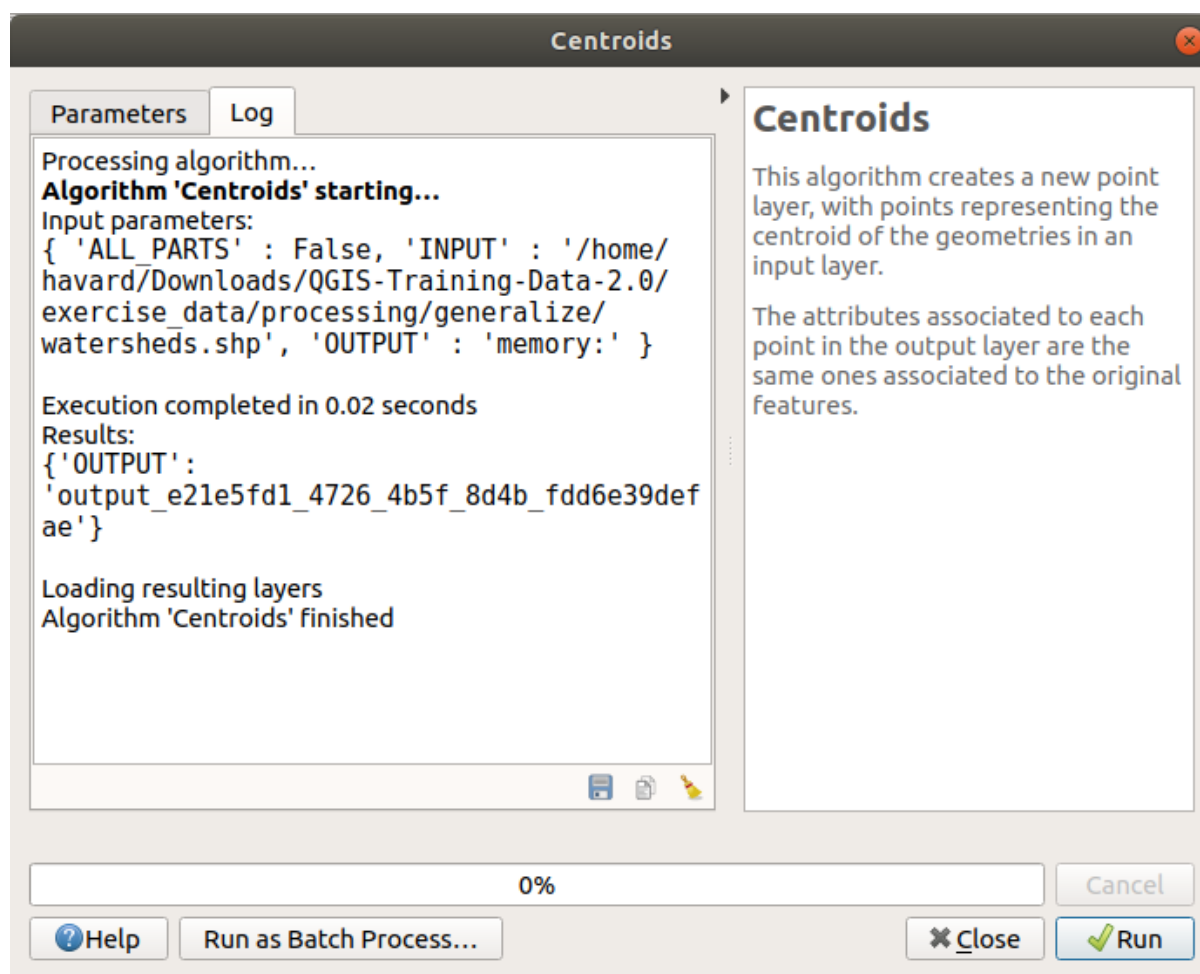 Centroids
Parameters
Log
Processing algorithm…
Algorithm 'Centroids' starting…
Input parameters:
{ 'ALL_PARTS' : False, 'INPUT' : '/home/
havard/Downloads/QGIS-Training-Data-2.0/
exercise_data/processing/generalize/
watersheds.shp', 'OUTPUT' : 'memory:' }
Execution completed in 0.02 seconds
Results:
{'OUTPUT':
'output_e21e5fd1_4726_4b5f_8d4b_fdd6e39def
ae'}
Loading resulting layers
Algorithm 'Centroids' finished
Centroids
This algorithm creates a new point
layer, with points representing the
centroid of the geometries in an
input layer.
The attributes associated to each
point in the output layer are the
same ones associated to the original
features.
0%
Cancel
Help
Run as Batch Process…
Close
Run